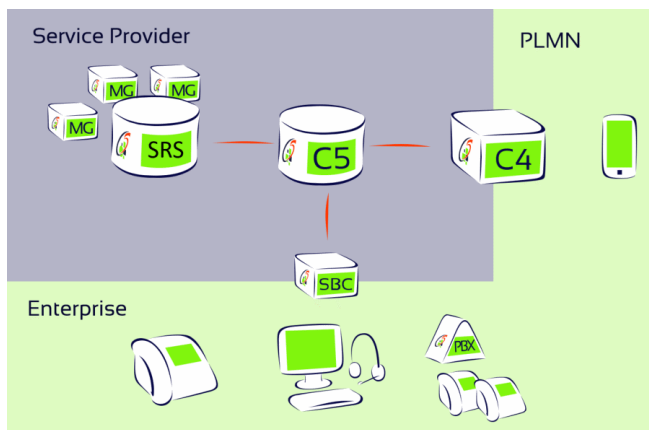 Service Provider
PLMN
MG
MG
MG
SRS
C5
C4
SBC
Enterprise
PBX